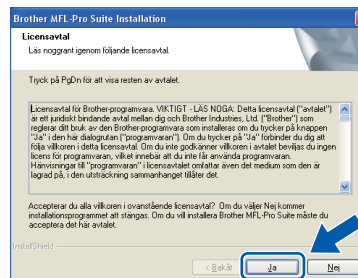 Brother MFL-Pro Suite Installation
Licensavtal
Läs noggrant igenom följande licensavtal.
Tryck på PgDn för att visa resten av avtalet.
Licensavtal för Brother-programvara. VIKTIGT - LÄS NOGA: Detta licensavtal ("avtalet")
är ett juridiskt bindande avtal mellan dig och Brother Industries, Ltd. ("Brother") som
reglerar ditt bruk av den Brother-programvara som installeras om du trycker på knappen
"Ja" i den här dialogrutan ("programvaran"). Om du trycker på "Ja" förbinder du dig att
följa villkoren i detta licensavtal. Om du inte godkänner villkoren i avtalet beviljas du ingen
licens för programvaran, vilket innebär att du inte får använda programvaran.
Hänvisningar till "programvaran" i licensavtalet omfattar även det medium som den är
lagrad på, i den utsträckning sammanhanget tillåter det.
Accepterar du alla villkoren i ovanstående licensavtal? Om du väljer Nej kommer
installationsprogrammet att stängas. Om du vill installera Brother MFL-Pro Suite måste du
acceptera det här avtalet.
InstallShield
< Bakåt
Ja
Nej